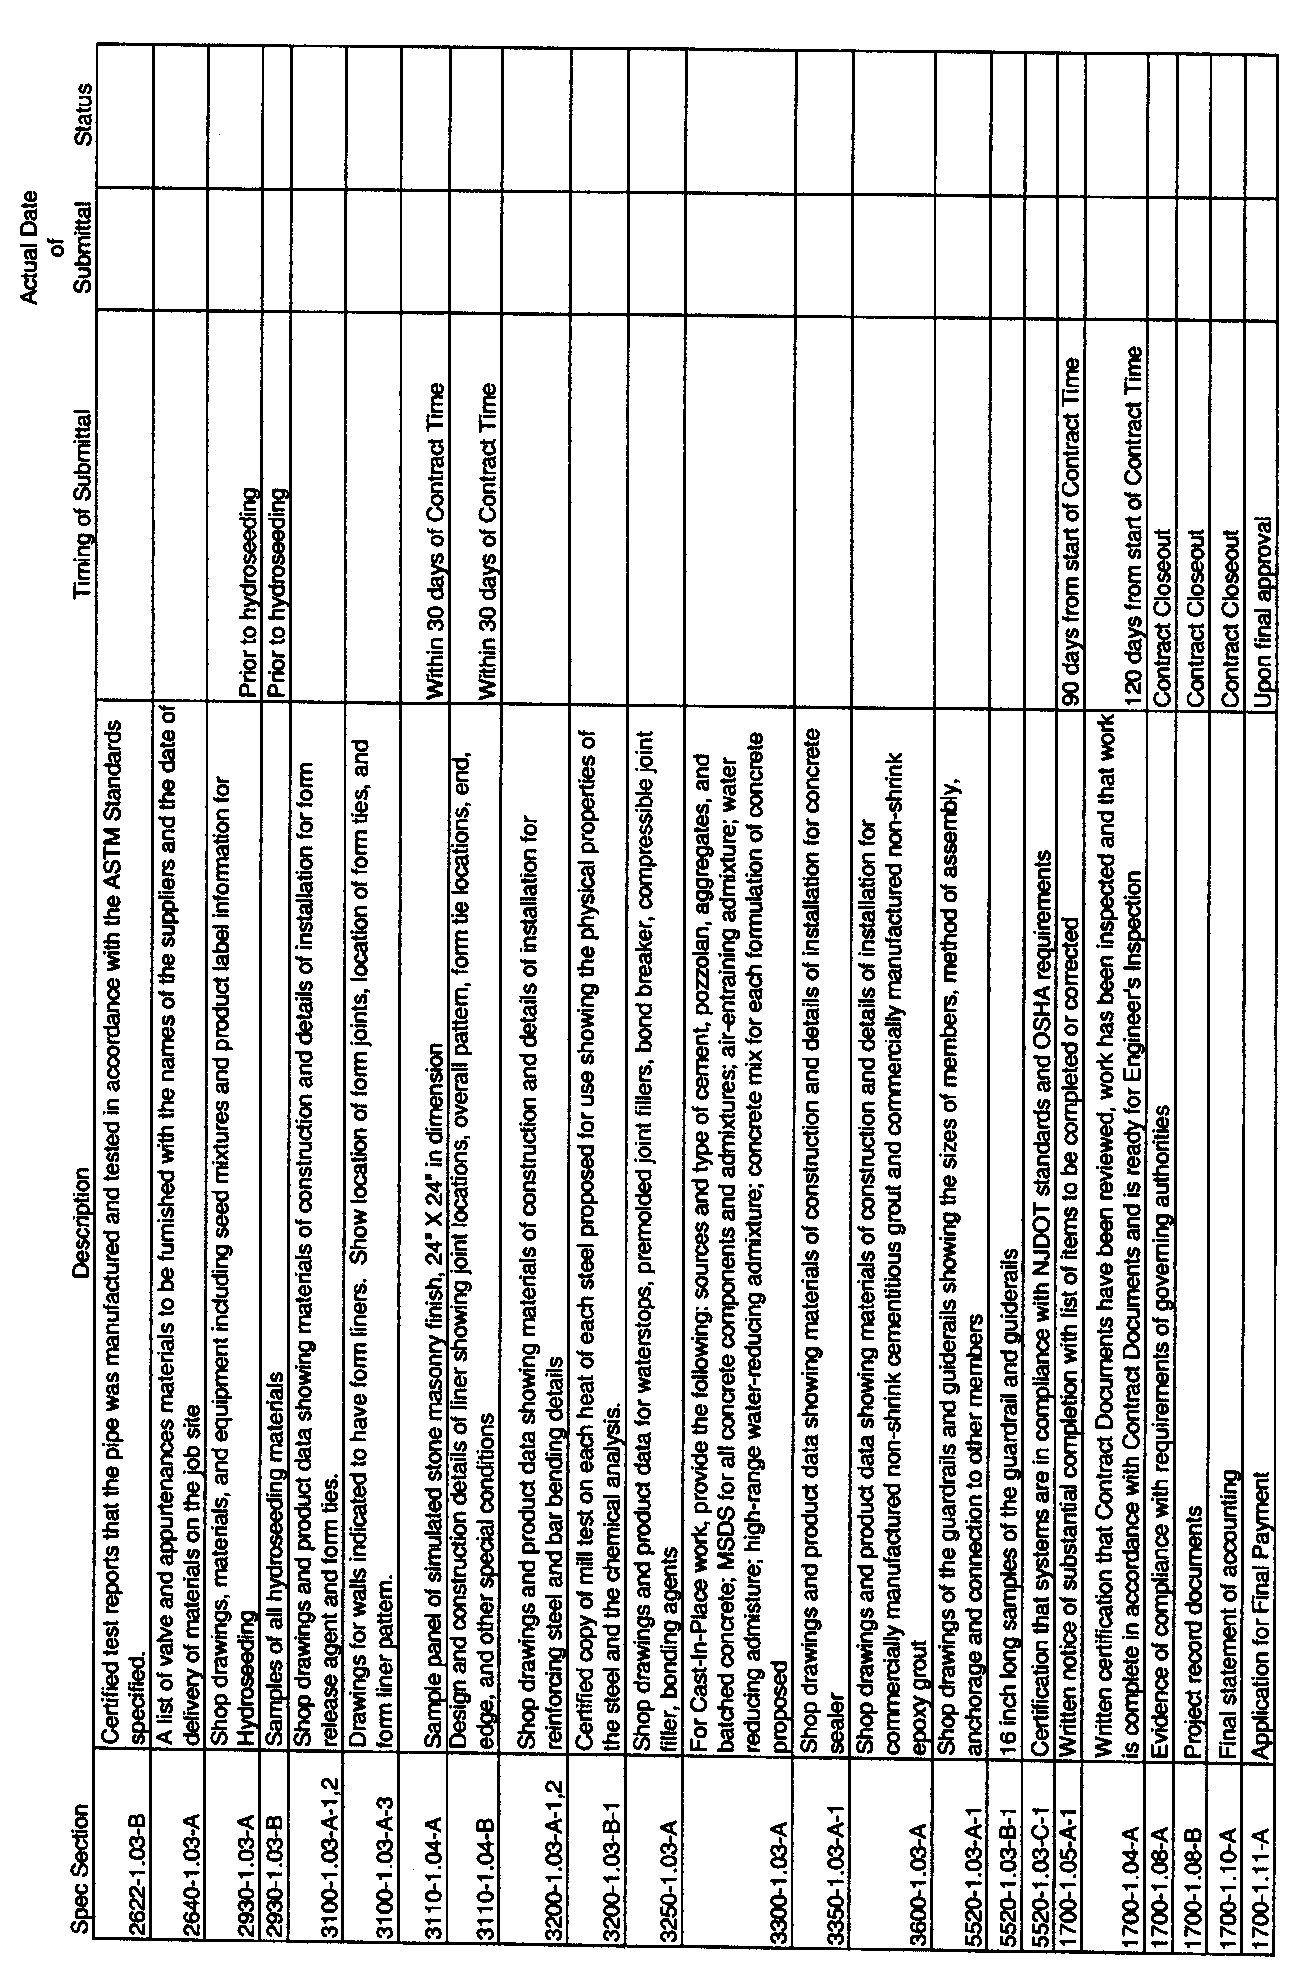 Actual Date
of
Spec Section Description Timing of Submittal Submittal Status
Certified test reports that the pipe was manufactured and tested in accordance with the ASTM Standards
2622-1.03-B specified.
A list of valve and appurtenances materials to be furnished with the names of the suppliers and the date of
2640-1.03-A delivery of materials on the job site
Shop drawings, materials, and equipment including seed mixtures and product label information for
2930-1.03-A Hydroseeding Prior to hydroseeding
2930-1.03-B Samples of all hydroseeding materials Prior to hydroseeding
Shop drawings and product data showing materials of construction and details of installation for form
3100-1.03-A-1,2 release agent and form ties.
Drawings for walls indicated to have form liners. Show location of form joints, location of form ties, and
3100-1.03-A-3 form liner pattern.
3110-1.04-A Sample panel of simulated stone masonry finish, 24" X 24" in dimension Within 30 days of Contract Time
Design and construction details of liner showing joint locations, overall pattern, form tie locations, end,
3110-1.04-B edge, and other special conditions Within 30 days of Contract Time
Shop drawings and product data showing materials of construction and details of installation for
3200-1.03-A-1,2 reinforcing steel and bar bending details
Certified copy of mill test on each heat of each steel proposed for use showing the physical properties of
3200-1.03-B-1 the steel and the chemical analysis.
Shop drawings and product data for waterstops, premolded joint fillers, bond breaker, compressible joint
3250-1.03-A filler, bonding agents
For Cast-In-Place work, provide the following: sources and type of cement, pozzolan, aggregates, and
batched concrete; MSDS for all concrete components and admixtures; air-entraining admixture; water
reducing admisture; high-range water-reducing admixture; concrete mix for each formulation of concrete
3300-1.03-A proposed
Shop drawings and product data showing materials of construction and details of installation for concrete
3350-1.03-A-1 sealer
Shop drawings and product data showing materials of construction and details of installation for
commercially manufactured non-shrink cementitious grout and commercially manufactured non-shrink
3600-1.03-A epoxy grout
Shop drawings of the guardrails and guiderails showing the sizes of members, method of assembly,
5520-1.03-A-1 anchorage and connection to other members
5520-1.03-B-1 16 inch long samples of the guardrail and guiderails
5520-1.03-C-1 Certification that systems are in compliance with NJDOT standards and OSHA requirements
1700-1.05-A-1 Written notice of substantial completion with list of items to be completed or corrected 90 days from start of Contract Time
Written certification that Contract Documents have been reviewed, work has been inspected and that work
1700-1.04-A is complete in accordance with Contract Documents and is ready for Engineer's Inspection 120 days from start of Contract Time
1700-1.08-A Evidence of compliance with requirements of governing authorities Contract Closeout
1700-1.08-B Project record documents Contract Closeout
1700-1.10-A Final statement of accounting Contract Closeout
1700-1.11-A Application for Final Payment Upon final approval